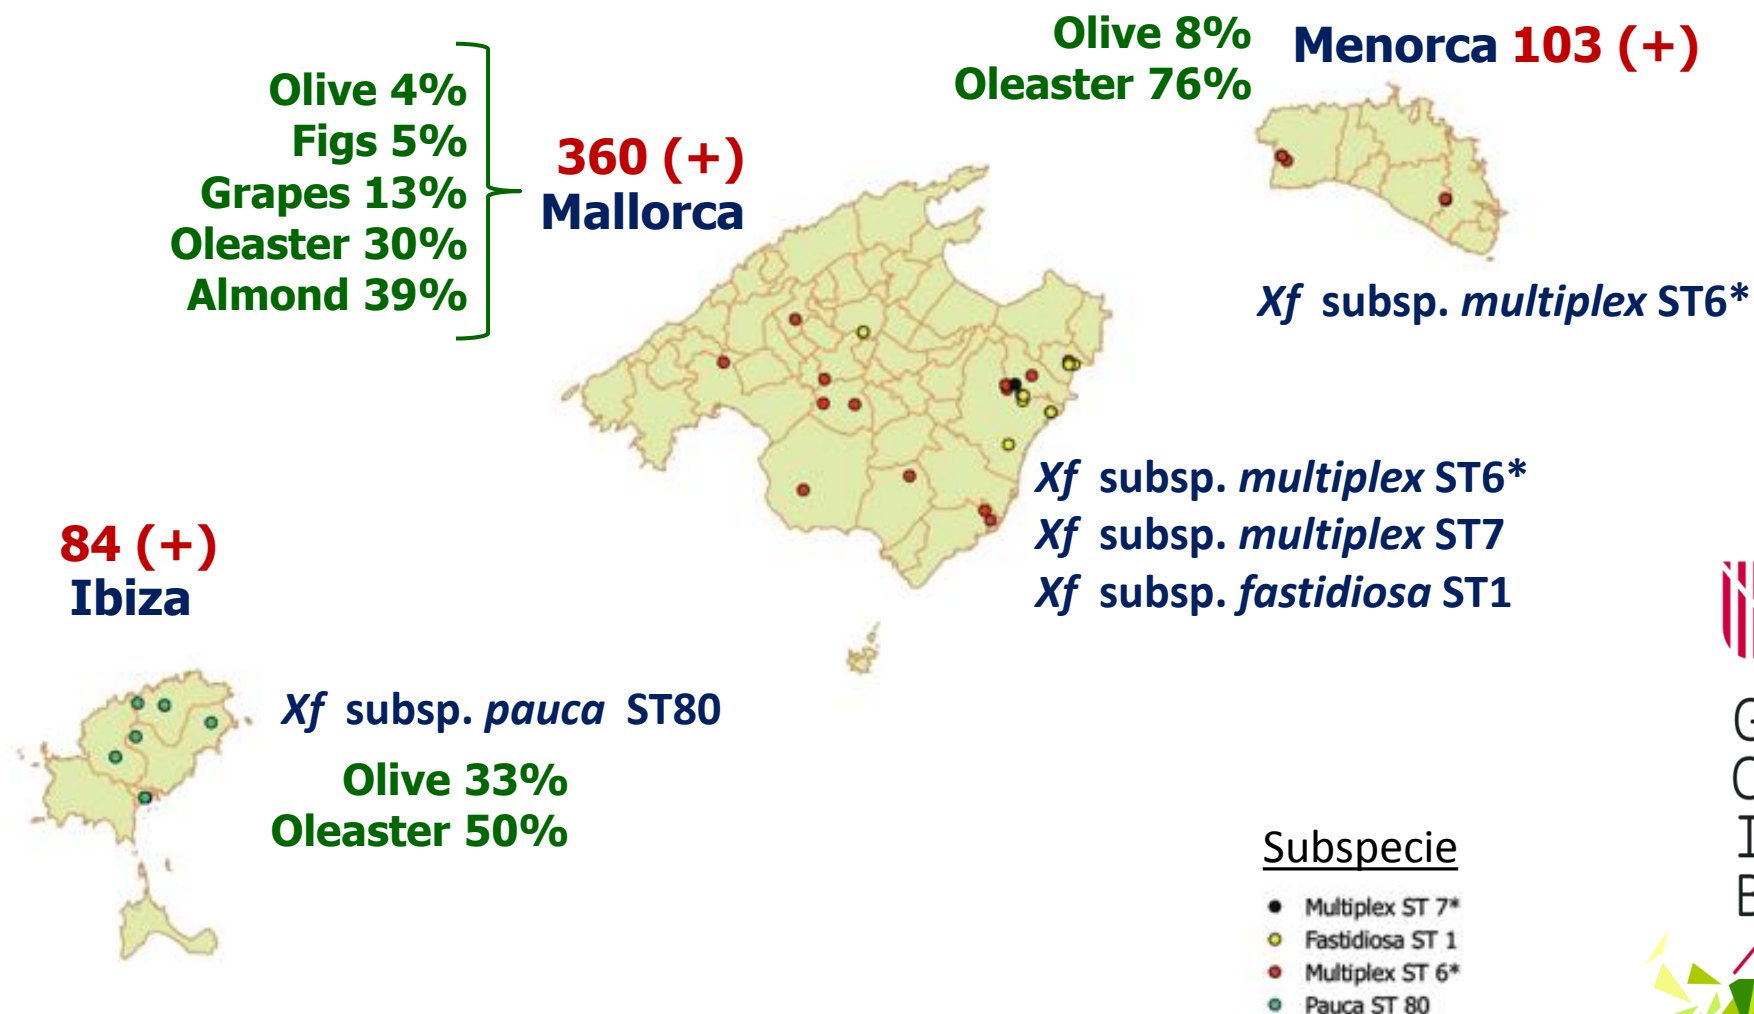 Olive 8%
Oleaster 76%
Menorca 103 (+)
Olive 4%
Figs 5%
Grapes 13%
Oleaster 30%
Almond 39%
360 (+)
Mallorca
Xf subsp. multiplex ST6*
Xf subsp. multiplex ST6*
Xf subsp. multiplex ST7
Xf subsp. fastidiosa ST1
84 (+)
Ibiza
Xf subsp. pauca ST80
Olive 33%
Oleaster 50%
Subspecie
Multiplex ST 7*
Fastidiosa ST 1
Multiplex ST 6*
Pauca ST 80